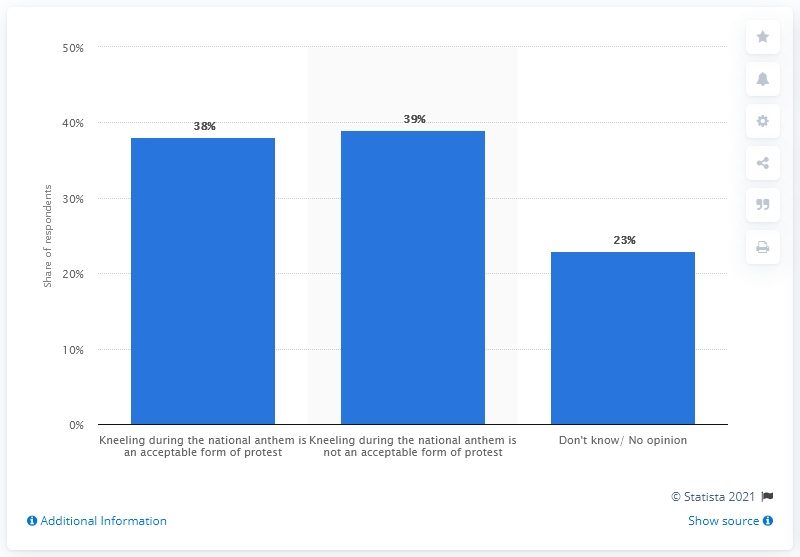 50%
40%
30%
20%
10%
0%
Share of respondents
38%
39%
23%
Kneeling during the national anthem is
an acceptable form of protest
Kneeling during the national anthem is
not an acceptable form of protest
Don't know/ No opinion
© Statista 2021
Additional Information
Show source